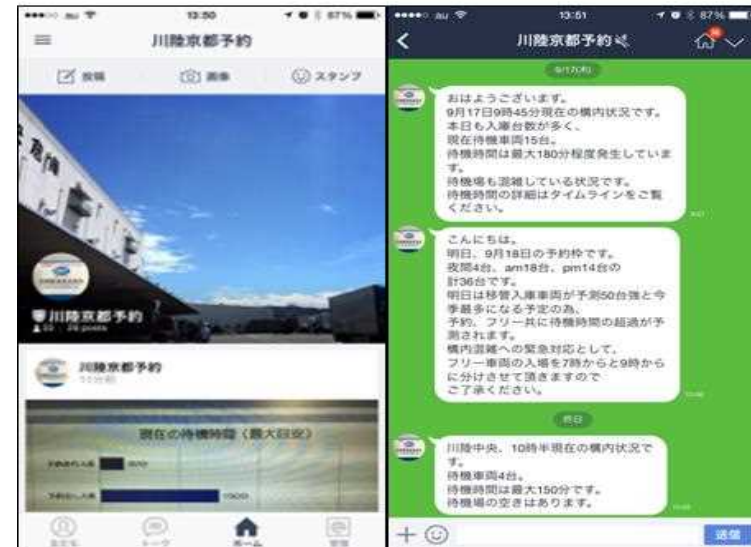 au 13:50 87%
川陸京都予約
投稿 画像 スタンプ
川陸京都予約
川陸京都予約
11分前
現在の待機時間（最大目安）
トーク ホーム
au 13:51 87%
川陸京都予約
9/17(木)
おはようございます。
9月17日9時45分現在の構内状況です。
本日も入庫台数が多く、
現在待機車両15台。
待機時間は最大180分程度発生していま
す。
待機場も混雑している状況です。
待機時間の詳細はタイムラインをご覧
ください。
こんにちは。
明日、9月18日の予約枠です。
夜間4台、am18台、pm14台の
計36台です。
明日は移管入庫車両が予測50台強と今
季最多になる予定の為、
予約、フリー共に待機時間の超過が予
測されます。
構内混雑への緊急対応として、
フリー車両の入場を7時からと9時から
に分けさせて頂きますので
ご了承ください。
昨日
川陸中央、10時半現在の構内状況で
す。
待機車両4台。
待機時間は最大150分です。
待機場の空きはあります。
送信